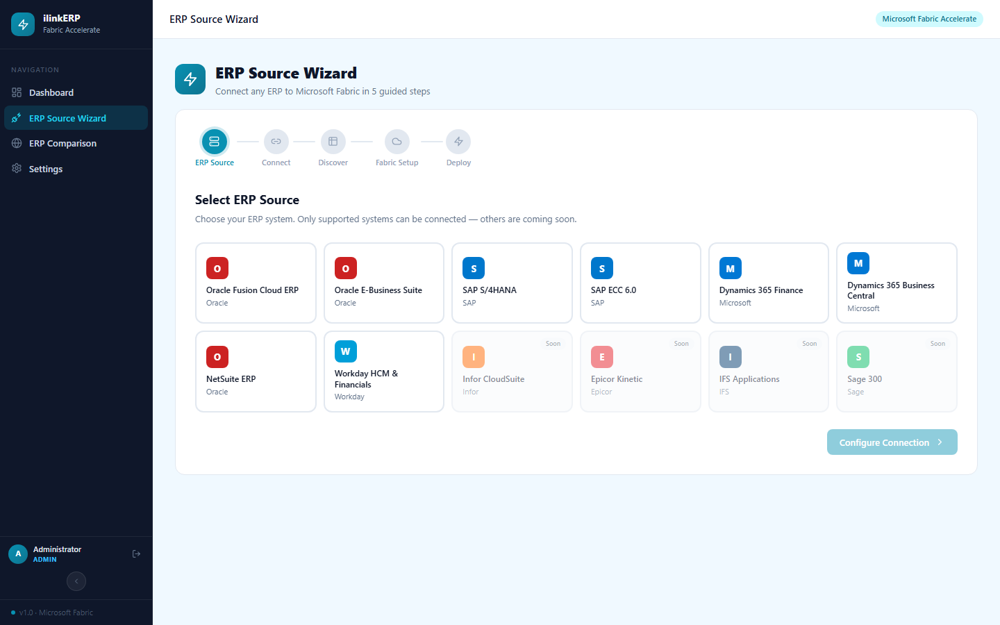 ilinkERP
Fabric Accelerate
NAVIGATION
Dashboard
ERP Source Wizard
ERP Comparison
Settings
Administrator
A
ADMIN
v1.0 · Microsoft Fabric
ERP Source Wizard
Microsoft Fabric Accelerate
ERP Source Wizard
Connect any ERP to Microsoft Fabric in 5 guided steps
ERP Source
Connect
Discover
Fabric Setup
Deploy
Select ERP Source
Choose your ERP system. Only supported systems can be connected — others are coming soon.
O
Oracle Fusion Cloud ERP
Oracle
O
Oracle E-Business Suite
Oracle
S
SAP S/4HANA
SAP
S
SAP ECC 6.0
SAP
M
Dynamics 365 Finance
Microsoft
M
Dynamics 365 Business
Central
Microsoft
O
NetSuite ERP
Oracle
W
Workday HCM &
Financials
Workday
Soon
I
Infor CloudSuite
Infor
Soon
E
Epicor Kinetic
Epicor
Soon
I
IFS Applications
IFS
Soon
S
Sage 300
Sage
Configure Connection